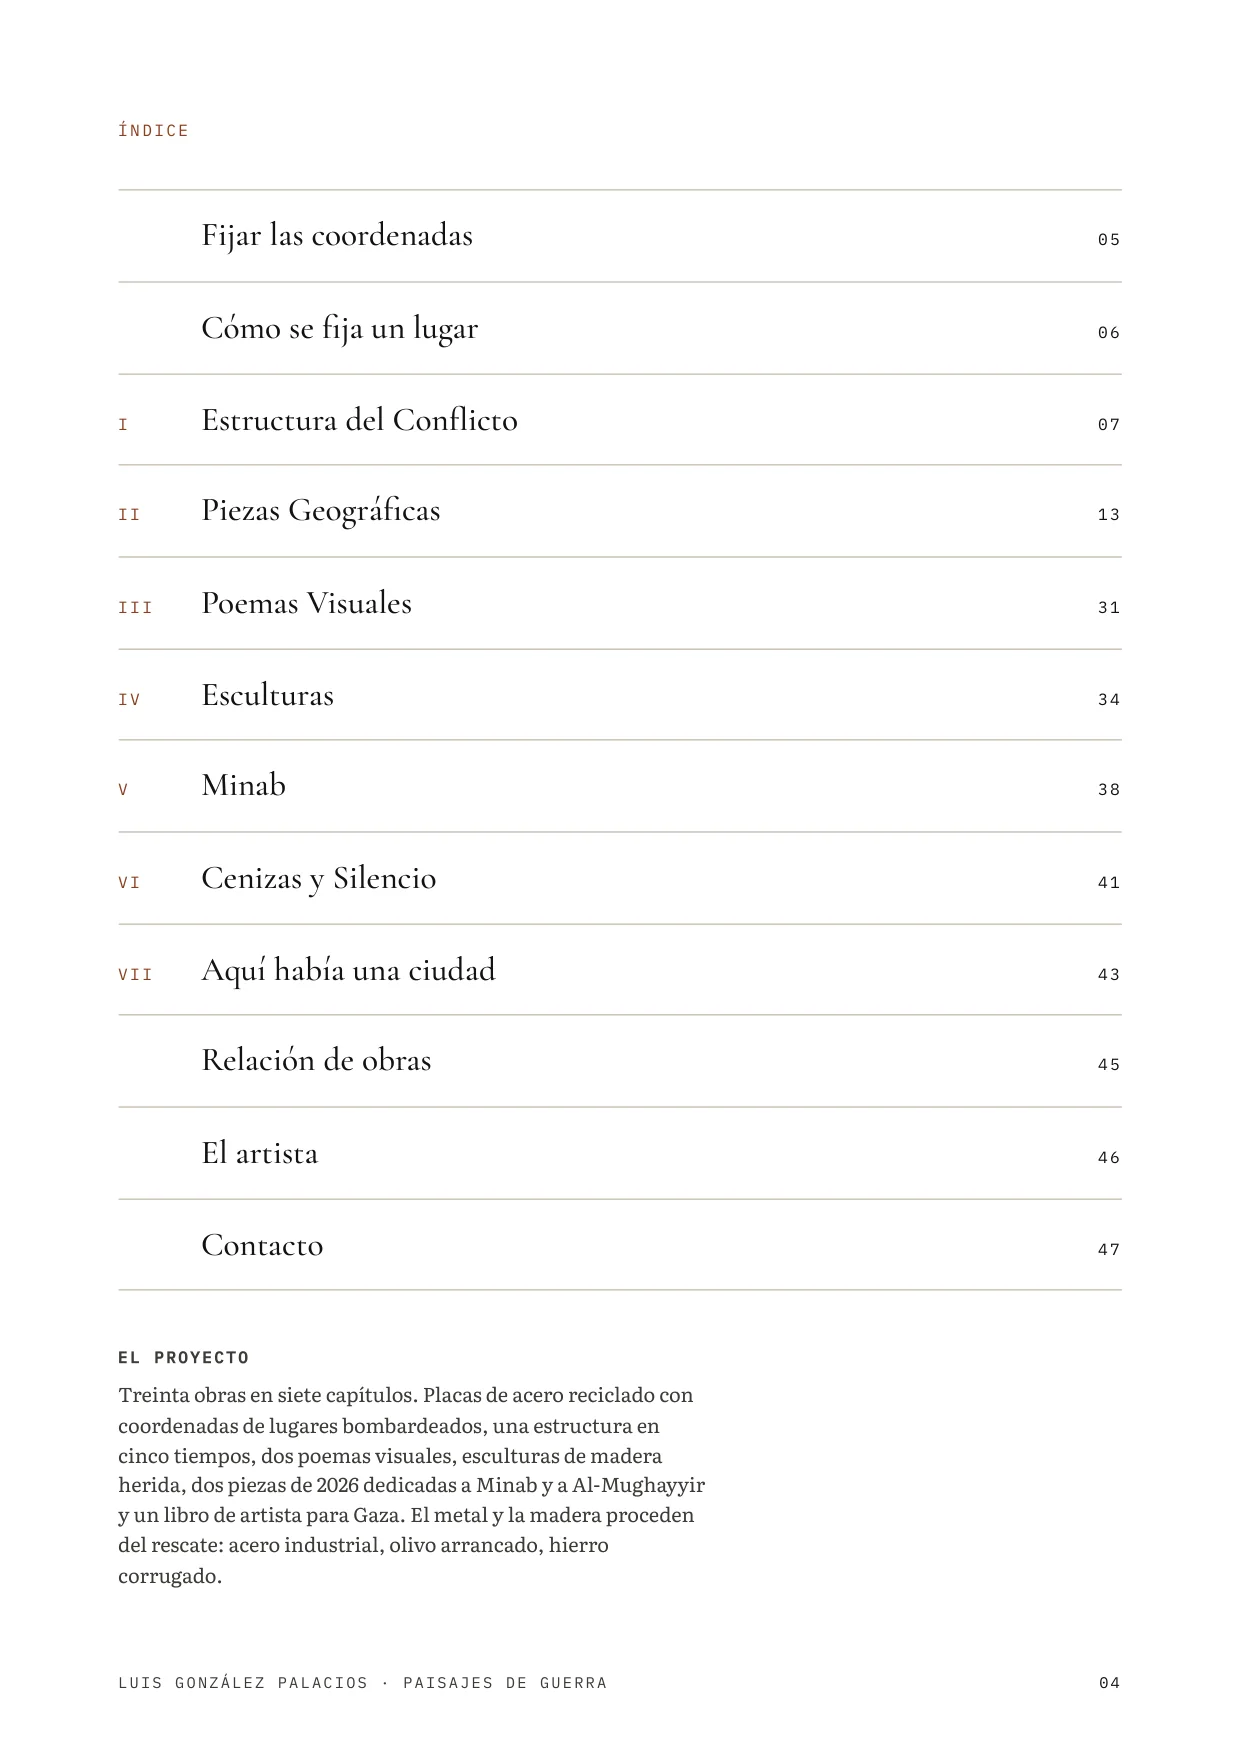 ÍNDICE
Fijar las coordenadas 05
Cómo se fija un lugar 06
I Estructura del Conflicto 07
II Piezas Geográficas 13
III Poemas Visuales 31
IV Esculturas 34
V Minab 38
VI Cenizas y Silencio 41
VII Aquí había una ciudad 43
Relación de obras 45
El artista 46
Contacto 47
EL PROYECTO
Treinta obras en siete capítulos. Placas de acero reciclado con
coordenadas de lugares bombardeados, una estructura en
cinco tiempos, dos poemas visuales, esculturas de madera
herida, dos piezas de 2026 dedicadas a Minab y a Al-Mughayyir
y un libro de artista para Gaza. El metal y la madera proceden
del rescate: acero industrial, olivo arrancado, hierro
corrugado.
LUIS GONZÁLEZ PALACIOS · PAISAJES DE GUERRA 04